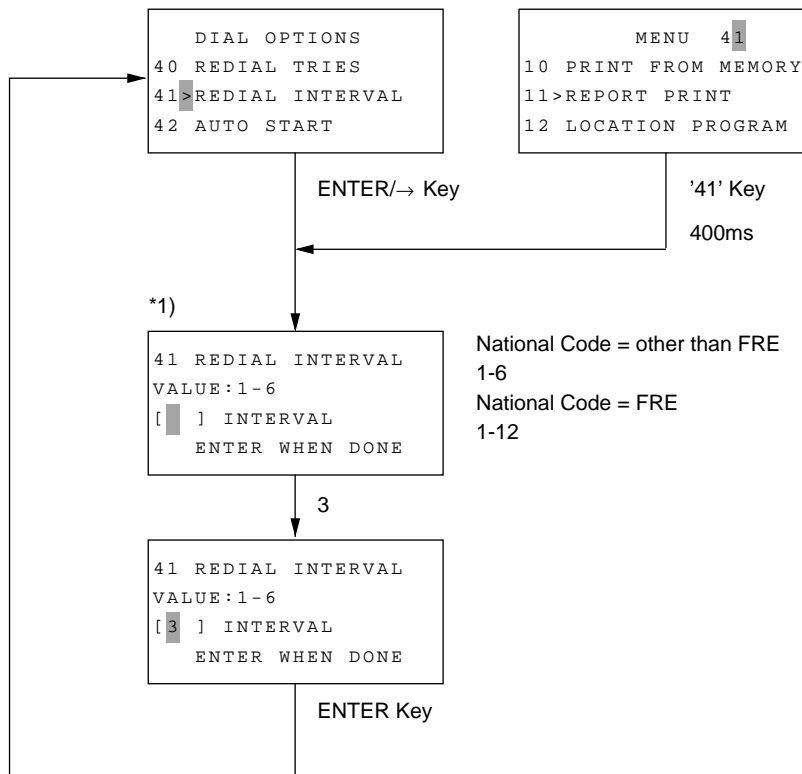 DIAL OPTIONS
40 REDIAL TRIES
41>REDIAL INTERVAL
42 AUTO START
MENU 41
10 PRINT FROM MEMORY
11>REPORT PRINT
12 LOCATION PROGRAM
ENTER/→ Key
'41' Key
400ms
*1)
41 REDIAL INTERVAL
VALUE:1-6
[ ] INTERVAL
ENTER WHEN DONE
National Code = other than FRE
1-6
National Code = FRE
1-12
3
41 REDIAL INTERVAL
VALUE:1-6
[3 ] INTERVAL
ENTER WHEN DONE
ENTER Key